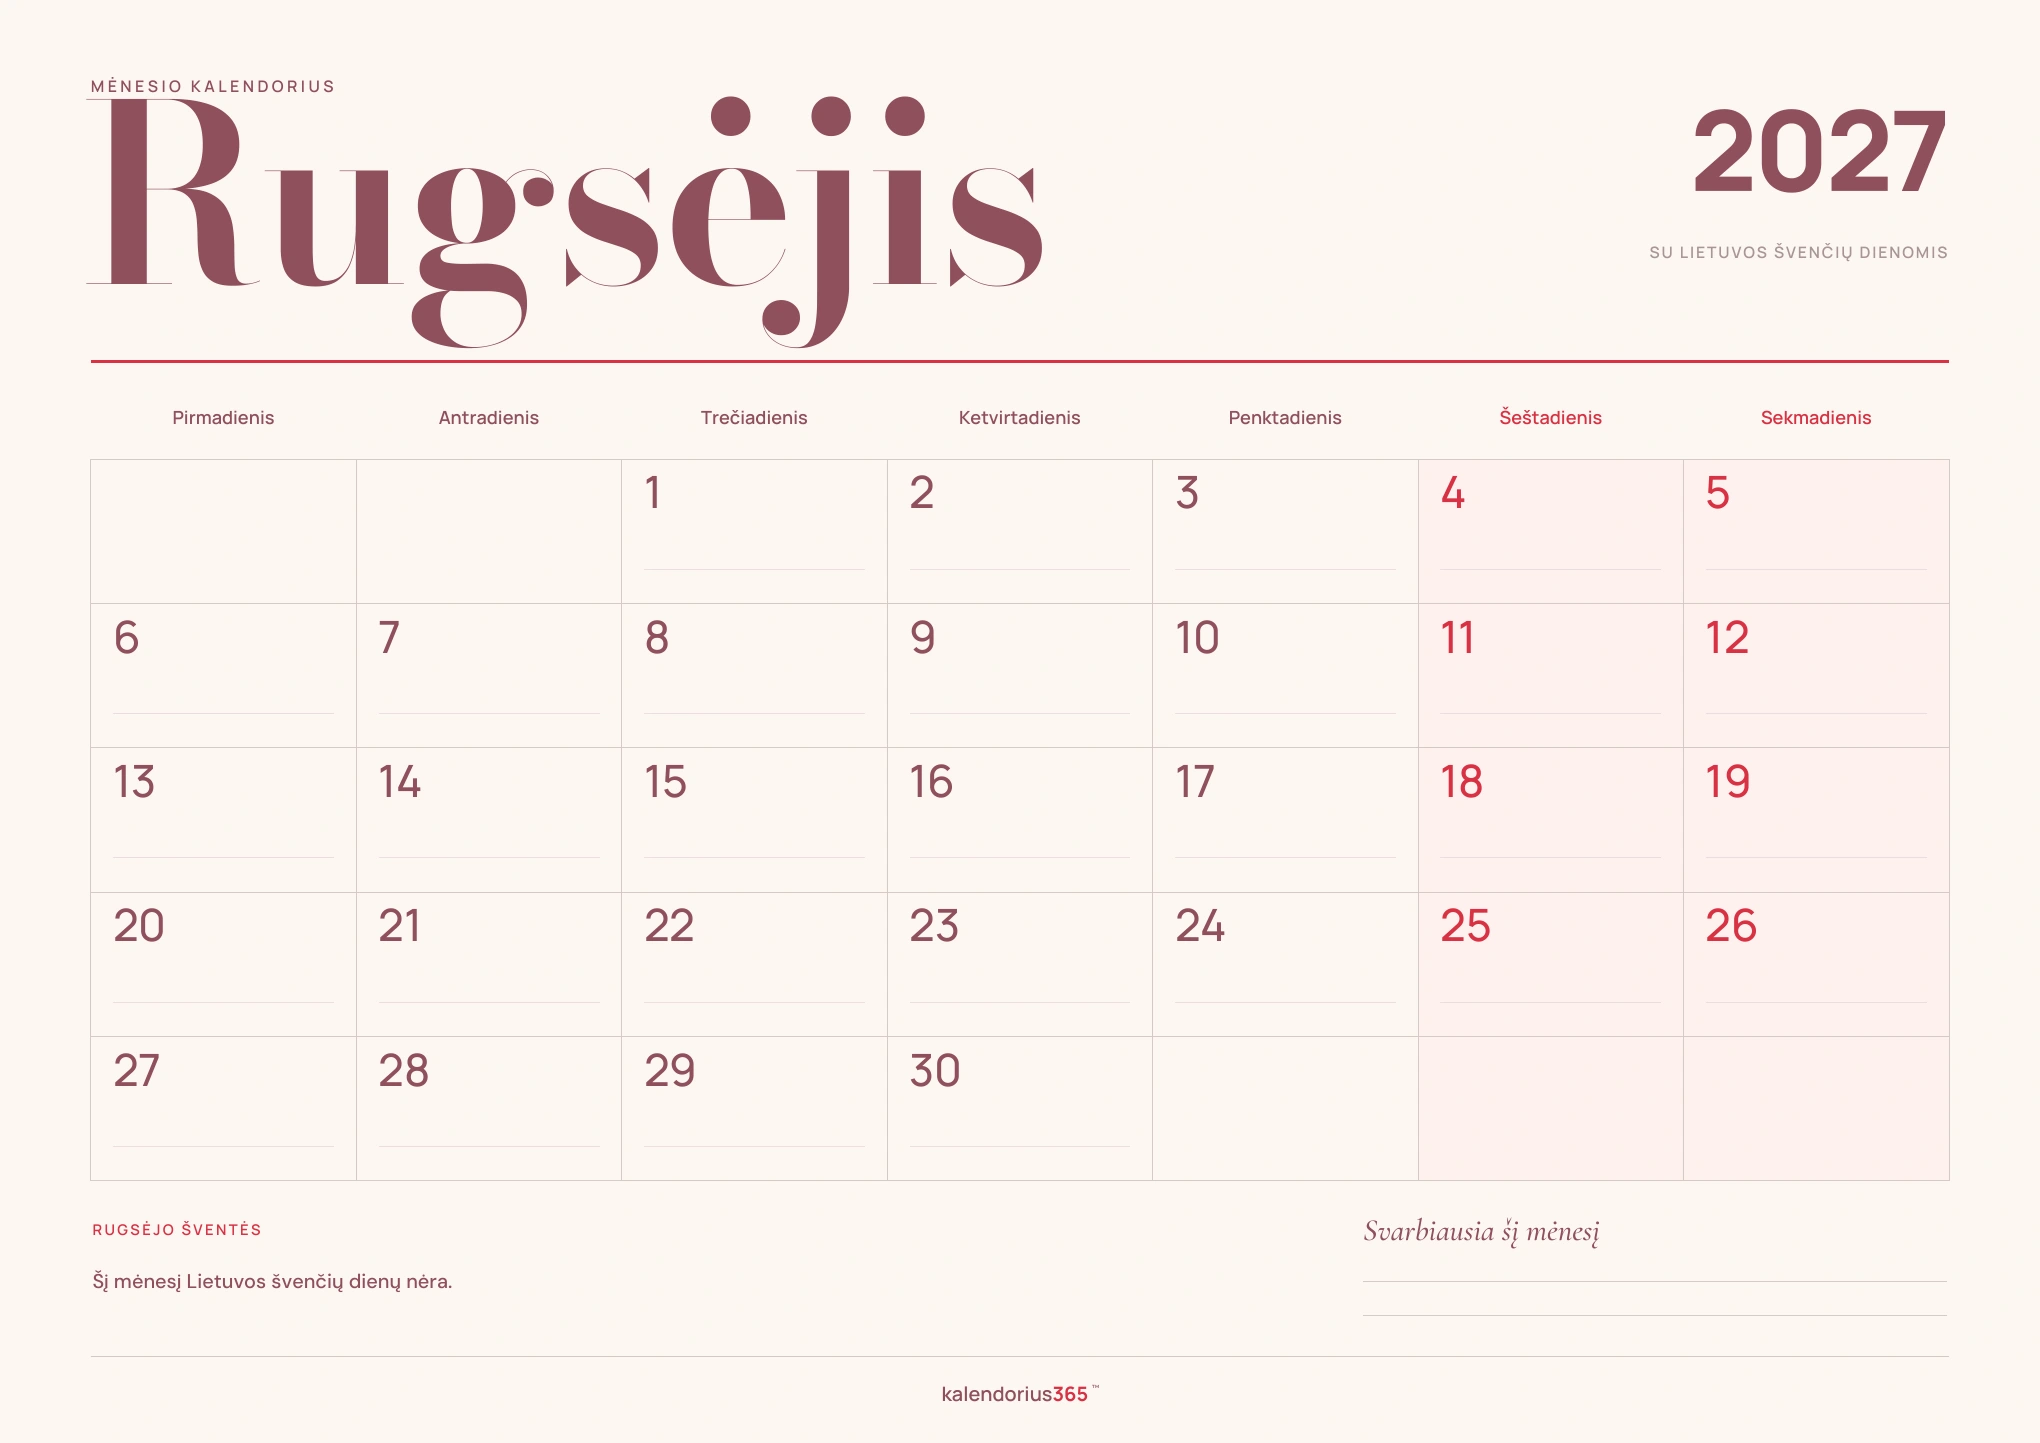 MĖNESIO KALENDORIUS
Rugsėjis
2027
SU LIETUVOS ŠVENČIŲ DIENOMIS
Pirmadienis Antradienis Trečiadienis Ketvirtadienis Penktadienis Šeštadienis Sekmadienis
1 2 3 4 5
6 7 8 9 10 11 12
13 14 15 16 17 18 19
20 21 22 23 24 25 26
27 28 29 30
RUGSĖJO ŠVENTĖS
Šį mėnesį Lietuvos švenčių dienų nėra.
Svarbiausia šį mėnesį
kalendorius365™